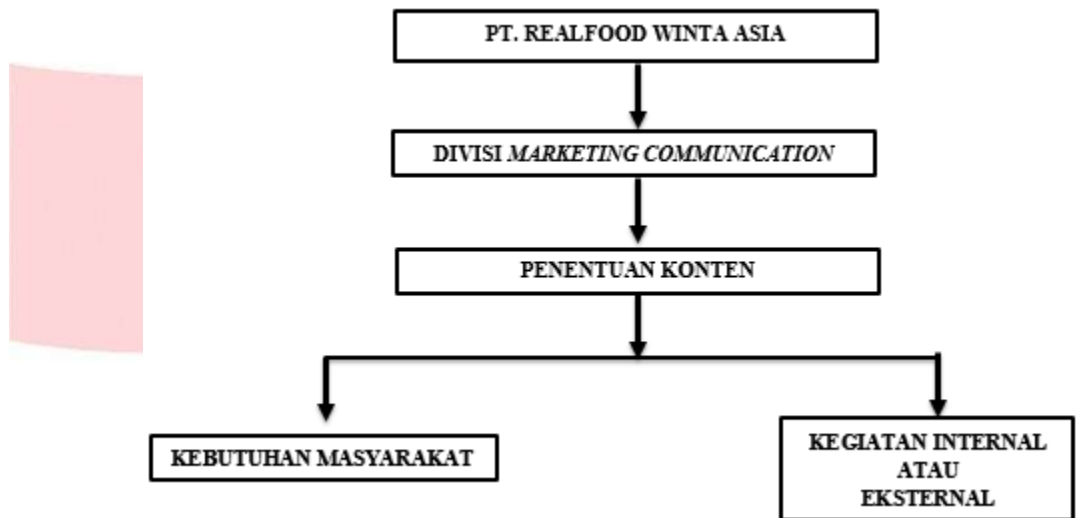 PT. REALFOOD WINTA ASIA
DIVISI MARKETING COMMUNICATION
PENENTUAN KONTEN
KEBUTUHAN MASYARAKAT
KEGIATAN INTERNAL
ATAU
EKSTERNAL